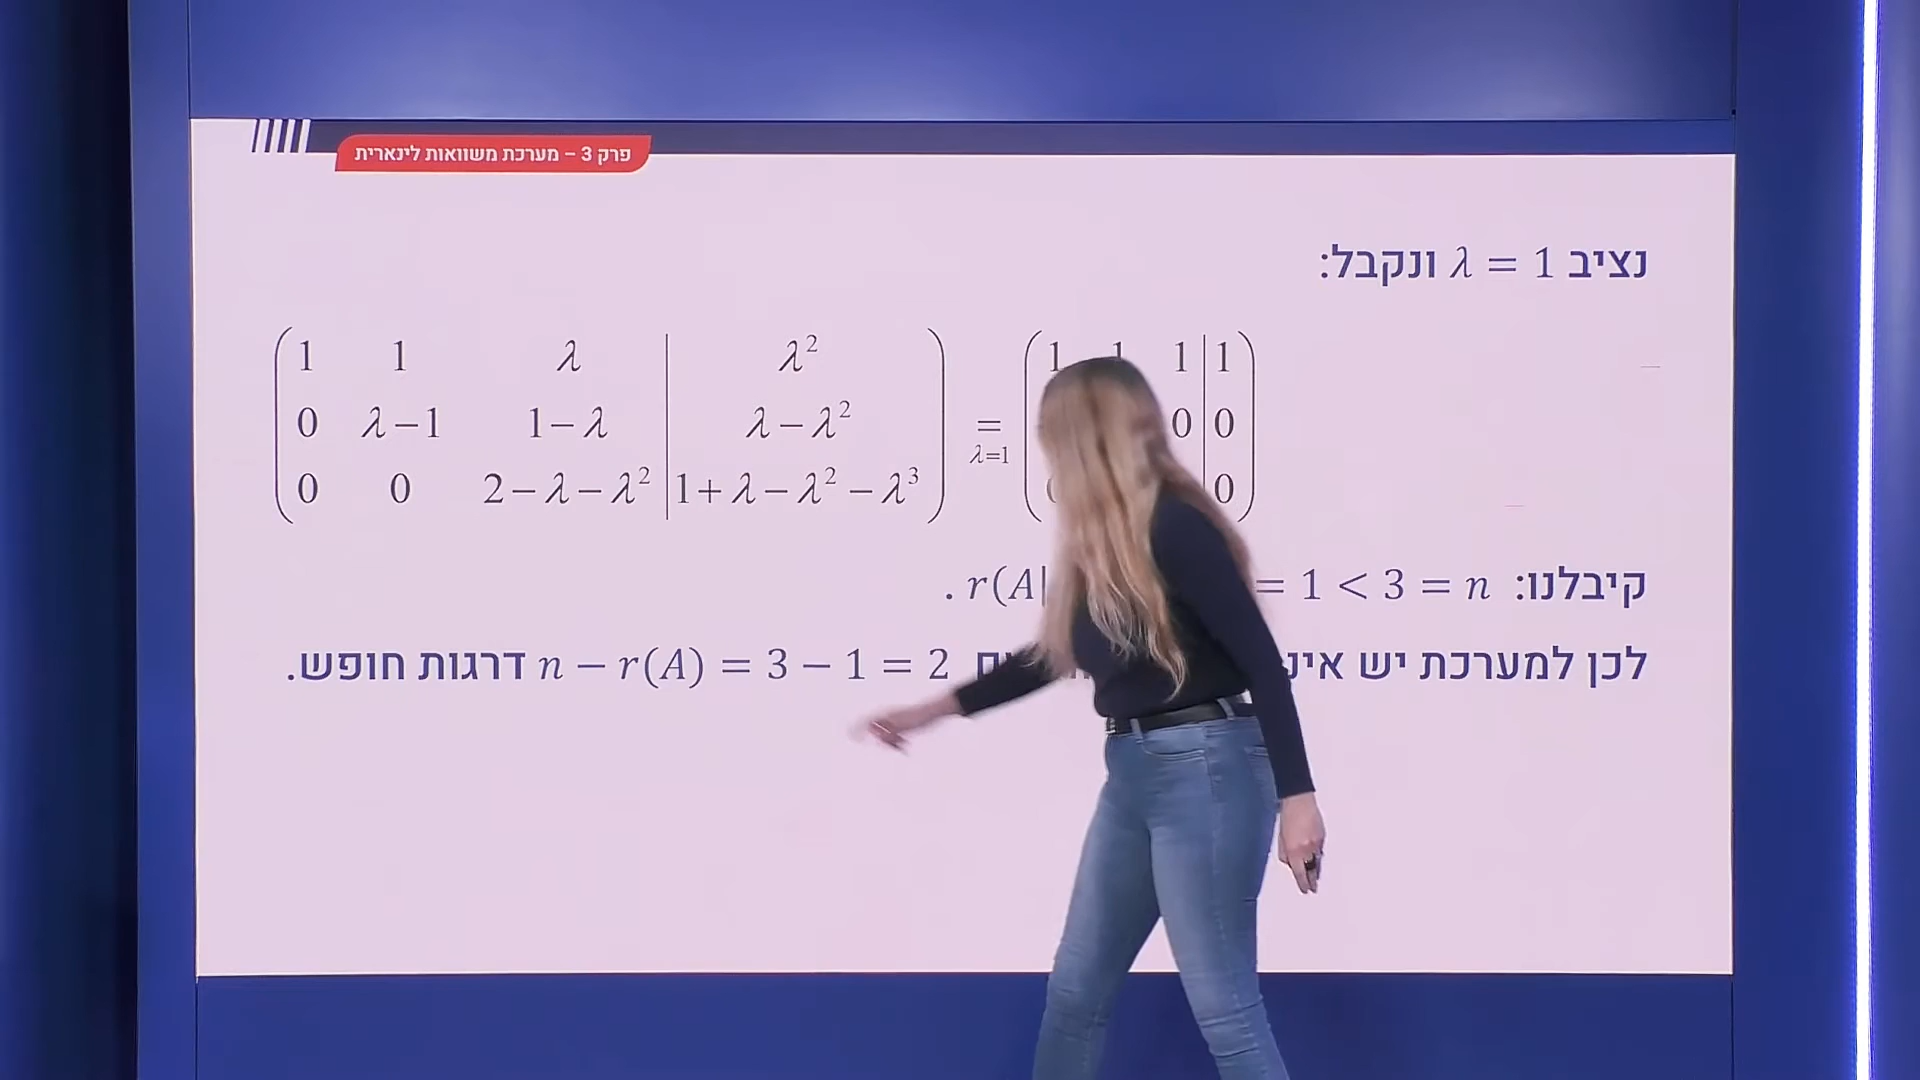 פרק 3 – מערכת משוואות לינארית
נציב λ = 1 ונקבל:
1 1 λ | λ² 1 1 | 1
0 λ−1 1−λ | λ−λ² = 0 | 0
0 0 2−λ−λ² | 1+λ−λ²−λ³ λ=1 0
קיבלנו: r(A| = 1 < 3 = n .
לכן למערכת יש n − r(A) = 3 − 1 = 2 דרגות חופש.